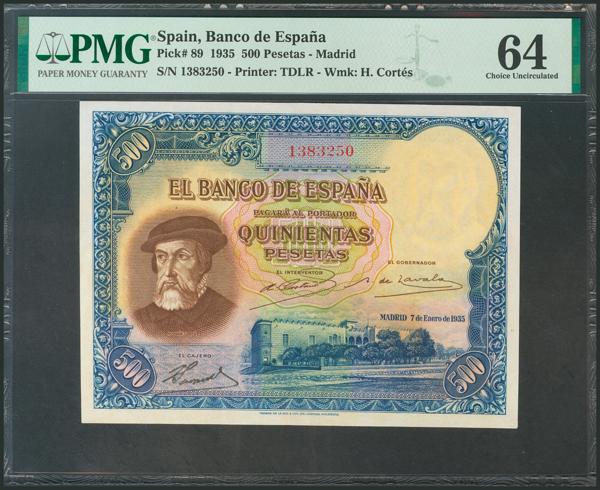 PMG
PAPER MONEY GUARANTY
Spain, Banco de España
Pick# 89 1935 500 Pesetas - Madrid
S/N 1383250 - Printer: TDLR - Wmk: H. Cortés
64
Choice Uncirculated
500
1383250
EL BANCO DE ESPAÑA
PAGARÁ AL PORTADOR
QUINIENTAS
PESETAS
EL INTERVENTOR
EL GOBERNADOR
MADRID 7 de Enero de 1935
EL CAJERO
500
500